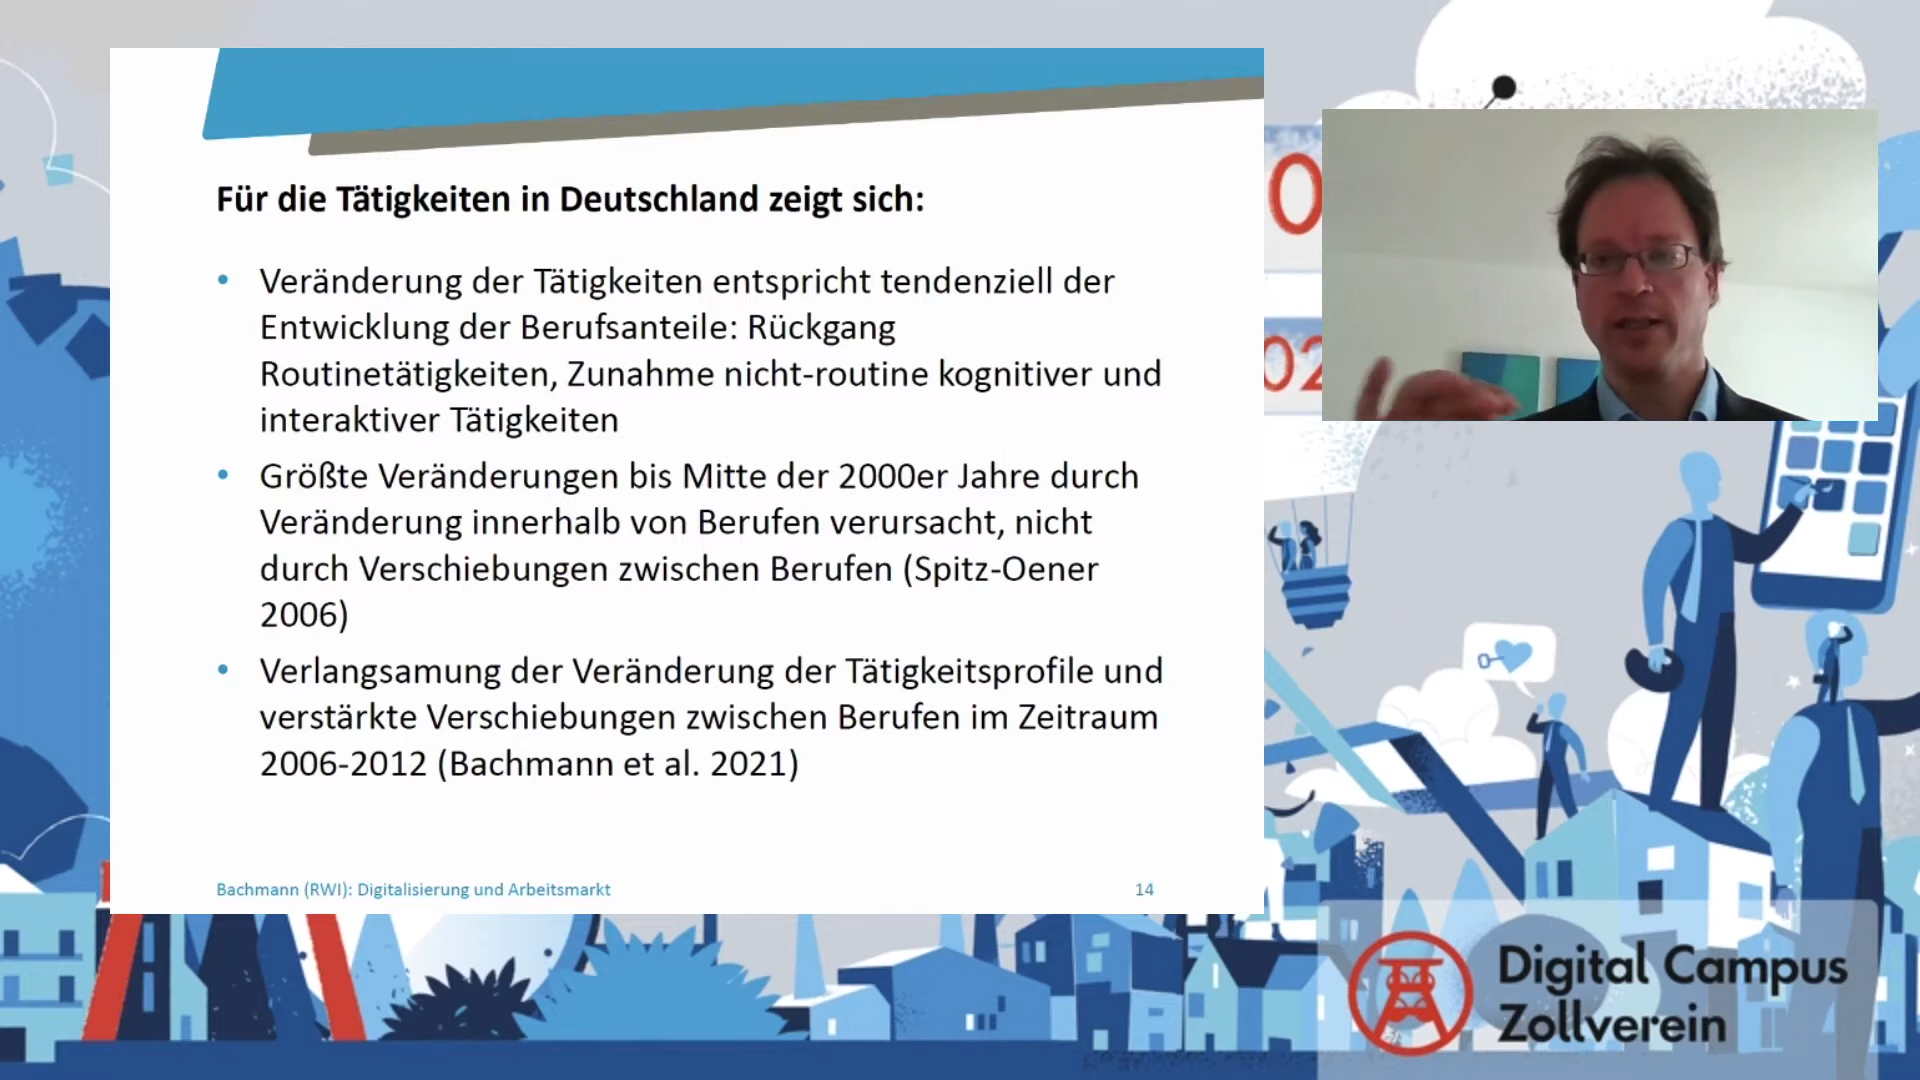 Für die Tätigkeiten in Deutschland zeigt sich:
• Veränderung der Tätigkeiten entspricht tendenziell der
Entwicklung der Berufsanteile: Rückgang
Routinetätigkeiten, Zunahme nicht-routine kognitiver und
interaktiver Tätigkeiten
• Größte Veränderungen bis Mitte der 2000er Jahre durch
Veränderung innerhalb von Berufen verursacht, nicht
durch Verschiebungen zwischen Berufen (Spitz-Oener
2006)
• Verlangsamung der Veränderung der Tätigkeitsprofile und
verstärkte Verschiebungen zwischen Berufen im Zeitraum
2006-2012 (Bachmann et al. 2021)
Bachmann (RWI): Digitalisierung und Arbeitsmarkt
14
Digital Campus
Zollverein